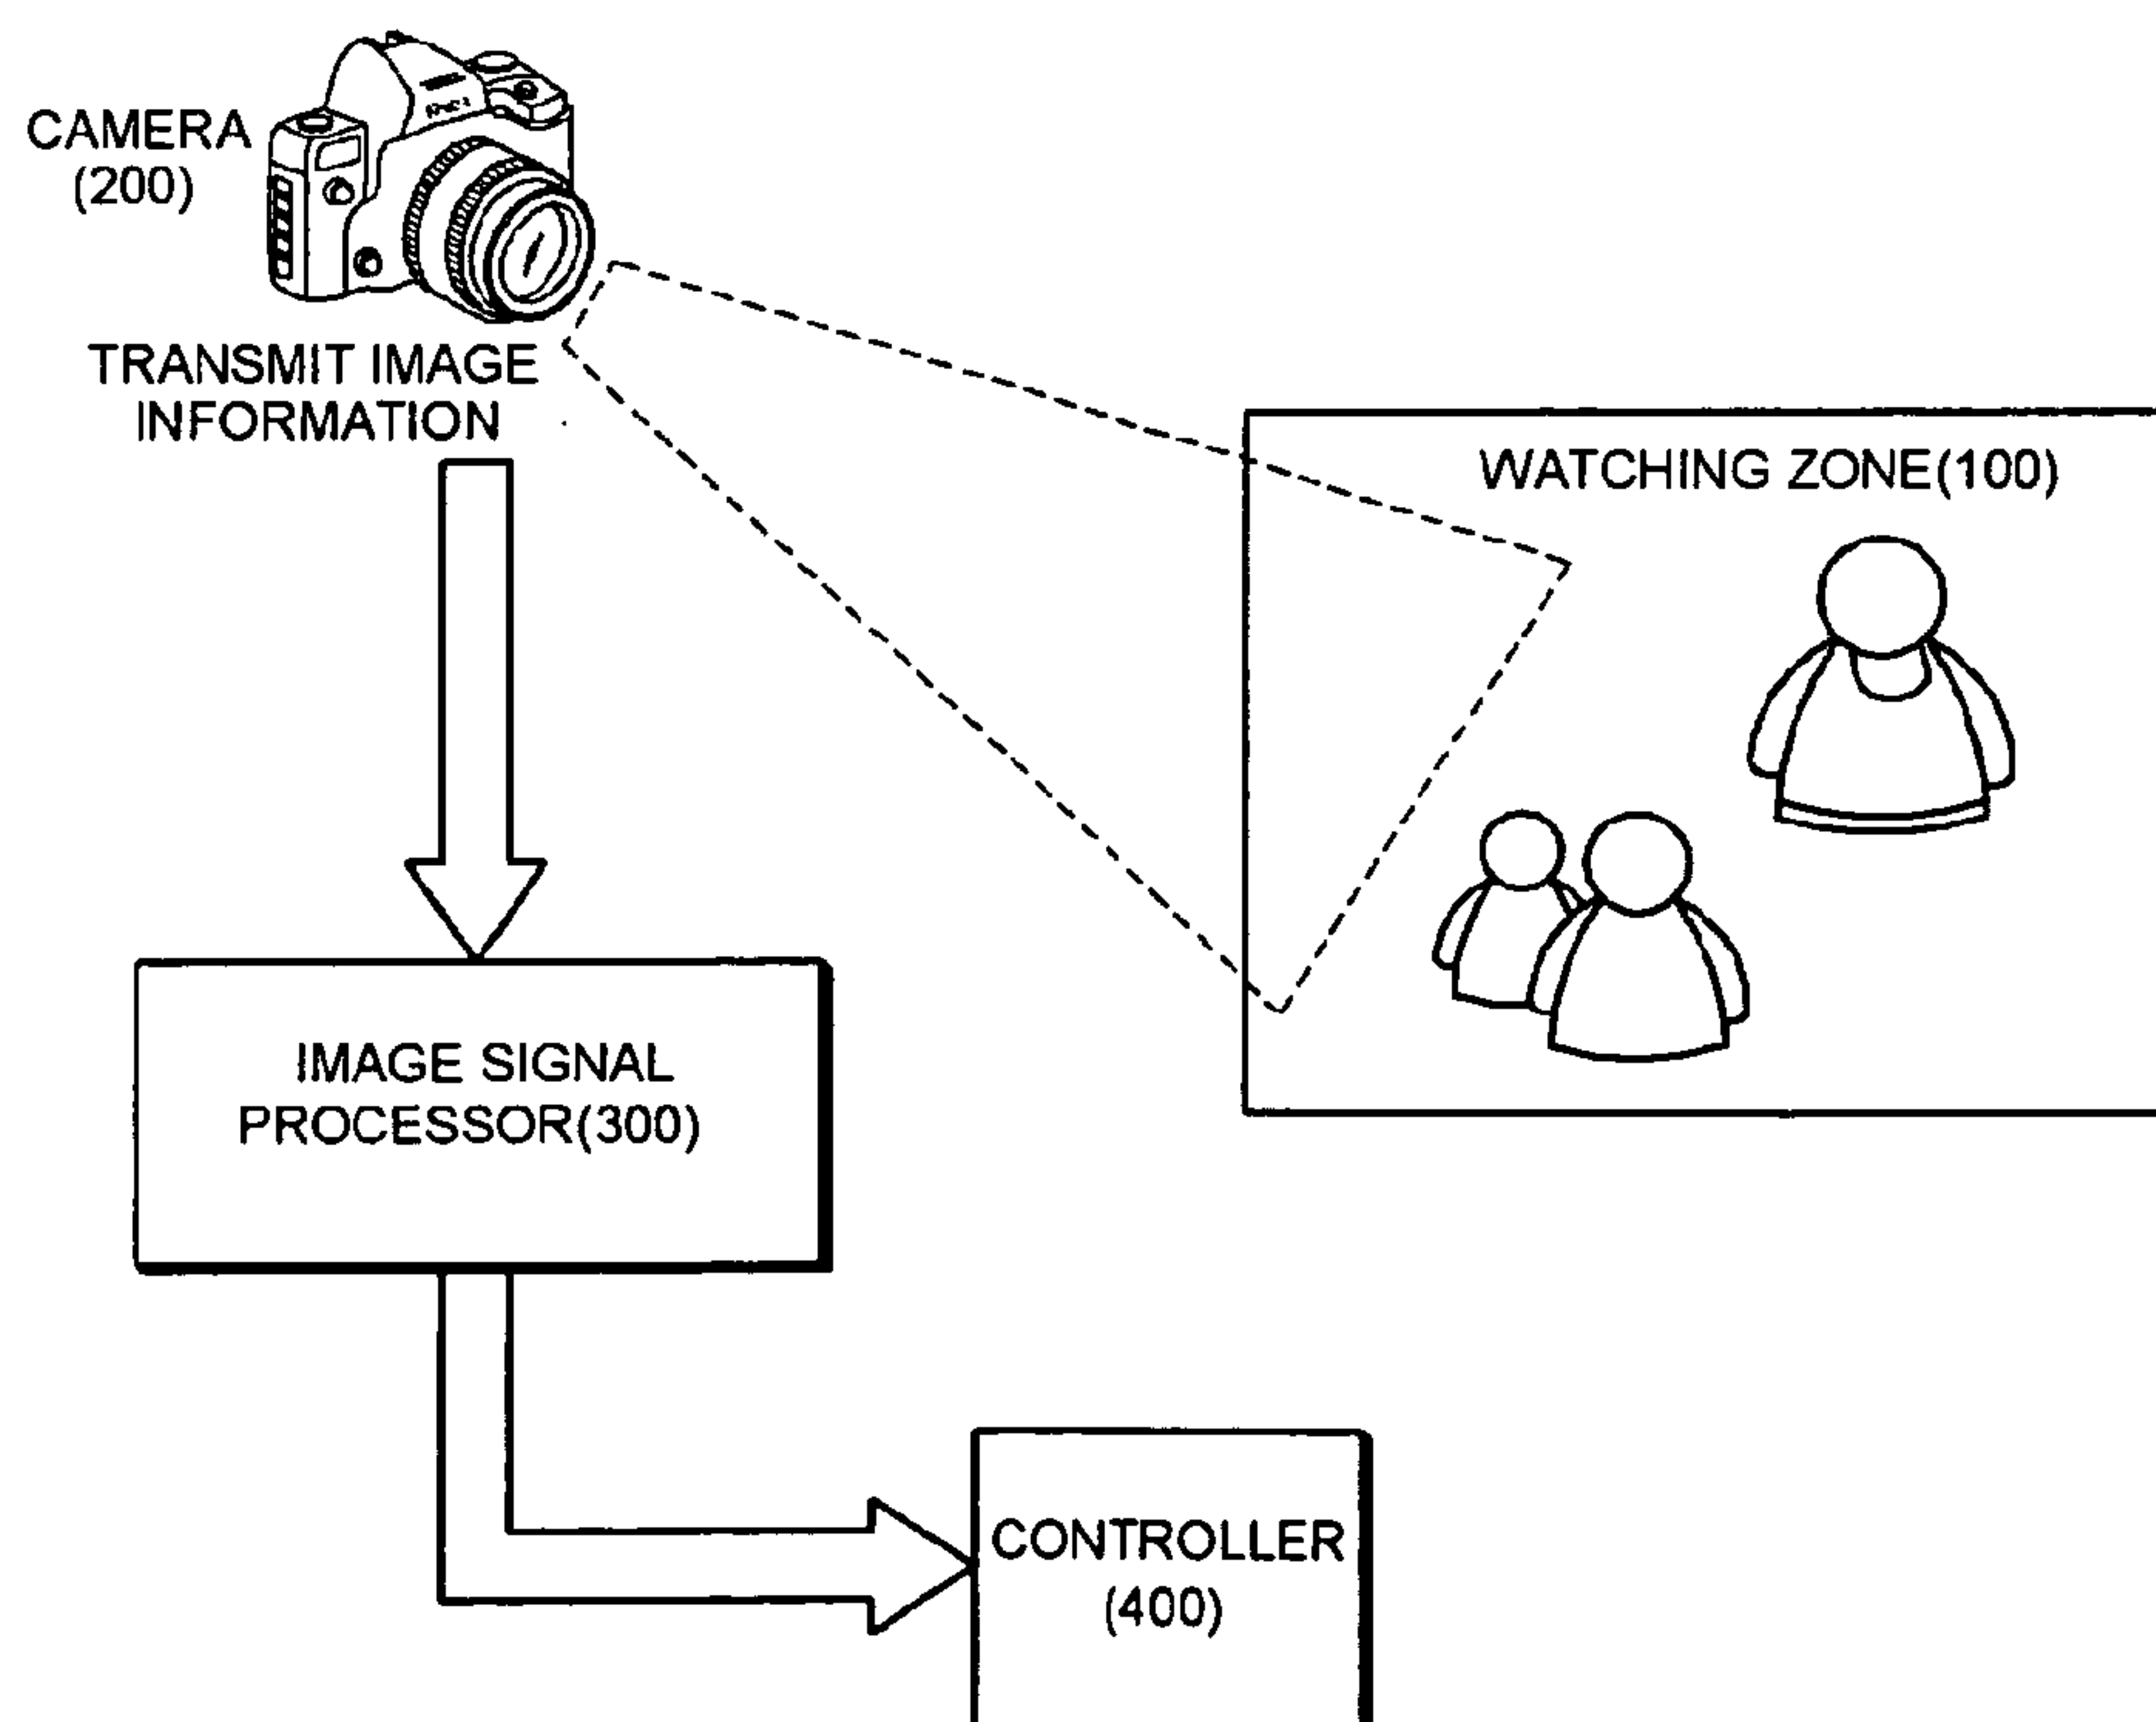 CAMERA
(200)
TRANSMIT IMAGE
INFORMATION
WATCHING ZONE(100)
IMAGE SIGNAL
PROCESSOR(300)
CONTROLLER
(400)